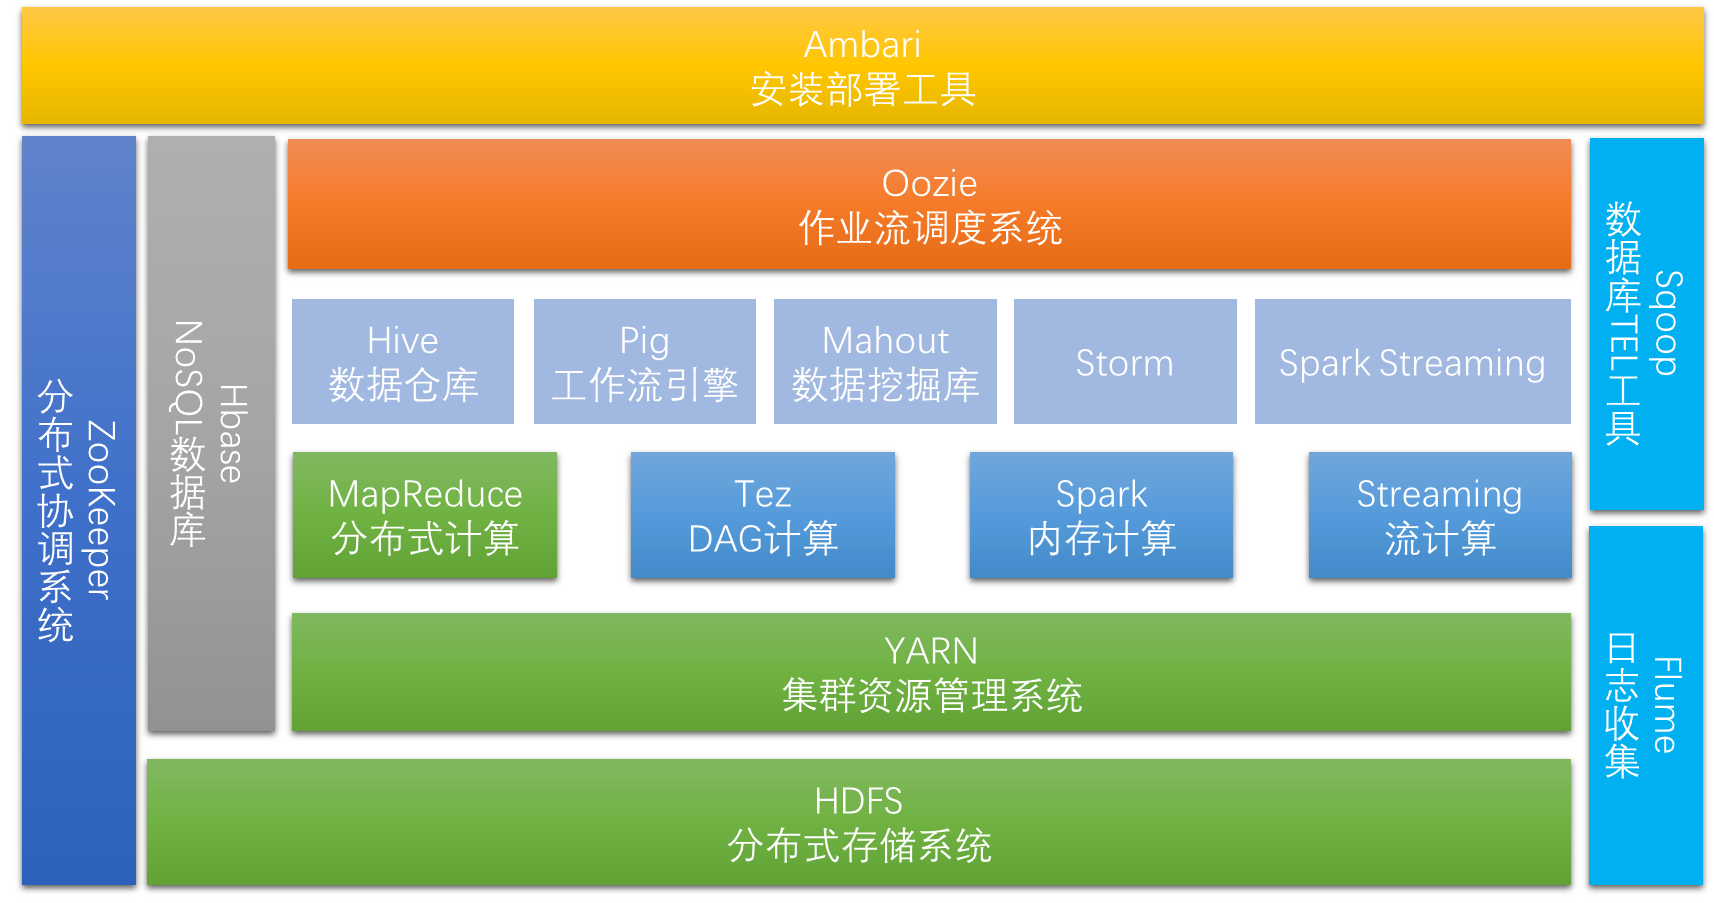 Ambari
安装部署工具
ZooKeeper
分布式协调系统
Hbase
NoSQL数据库
Oozie
作业流调度系统
Hive
数据仓库
Pig
工作流引擎
Mahout
数据挖掘库
Storm
Spark Streaming
MapReduce
分布式计算
Tez
DAG计算
Spark
内存计算
Streaming
流计算
YARN
集群资源管理系统
HDFS
分布式存储系统
Sqoop
数据库TEL工具
Flume
日志收集